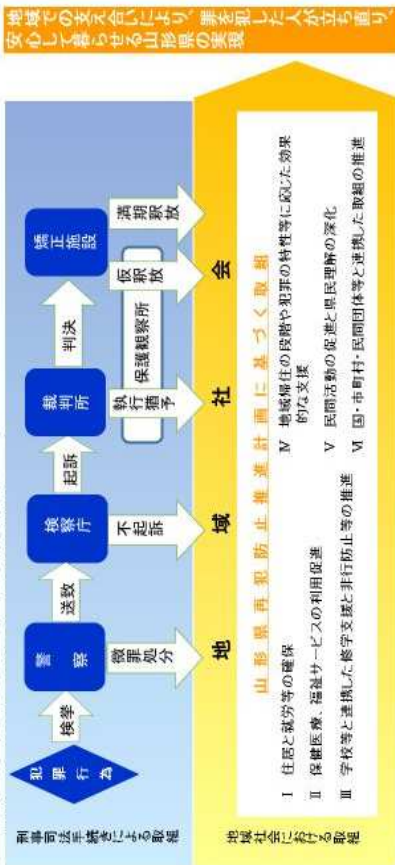 刑事司法手続きによる取組
犯罪行為
検挙
警察
送致
検察庁
起訴
裁判所
判決
矯正施設
微罪処分
不起訴
執行猶予
仮釈放
満期釈放
保護観察所
地域社会における取組
地域社会
山形県再犯防止推進計画に基づく取組
Ⅰ 住居と就労等の確保
Ⅱ 保健医療、福祉サービスの利用促進
Ⅲ 学校等と連携した修学支援と非行防止等の推進
Ⅳ 地域帰住の段階や犯罪の特性等に応じた効果
的な支援
Ⅴ 民間活動の促進と県民理解の深化
Ⅵ 国・市町村・民間団体等と連携した取組の推進
地域での支え合いにより、罪を犯した人が立ち直り、
安心して暮らせる山形県の実現